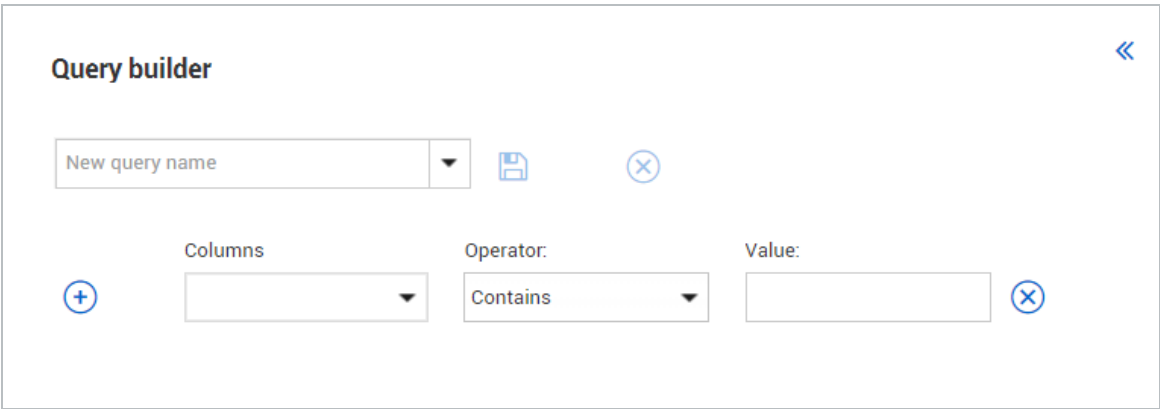 Query builder
New query name
Columns Operator: Value:
Contains